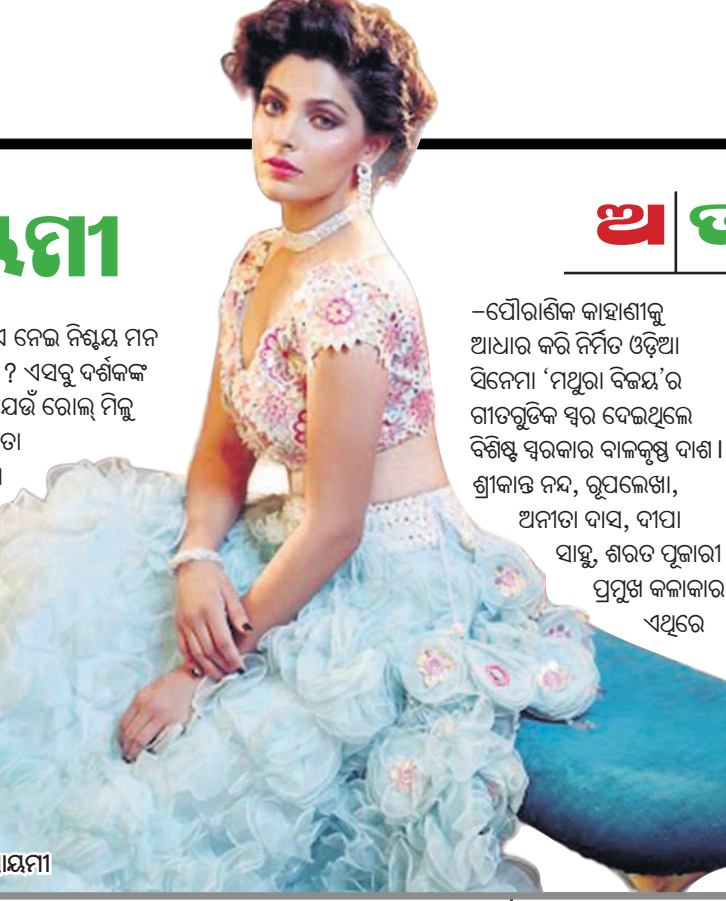 ୟମୀ
ଏ ନେଇ ନିଶ୍ଚୟ ମନ
? ଏସବୁ ଦର୍ଶକଙ୍କ
ଯେଉଁ ରୋଲ୍ ମିଳୁ
ତା
ାୟମୀ
ଅ
–ପୌରାଣିକ କାହାଣୀକୁ
ଆଧାର କରି ନିର୍ମିତ ଓଡ଼ିଆ
ସିନେମା ‘ମଥୁରା ବିଜୟ’ର
ଗୀତଗୁଡିକ ସ୍ୱର ଦେଇଥିଲେ
ବିଶିଷ୍ଟ ସ୍ୱରକାର ବାଳକୃଷ୍ଣ ଦାଶ।
ଶ୍ରୀକାନ୍ତ ନନ୍ଦ, ରୂପଲେଖା,
ଅନୀତା ଦାସ, ଦୀପା
ସାହୁ, ଶରତ ପୂଜାରୀ
ପ୍ରମୁଖ କଳାକାର
ଏଥିରେ